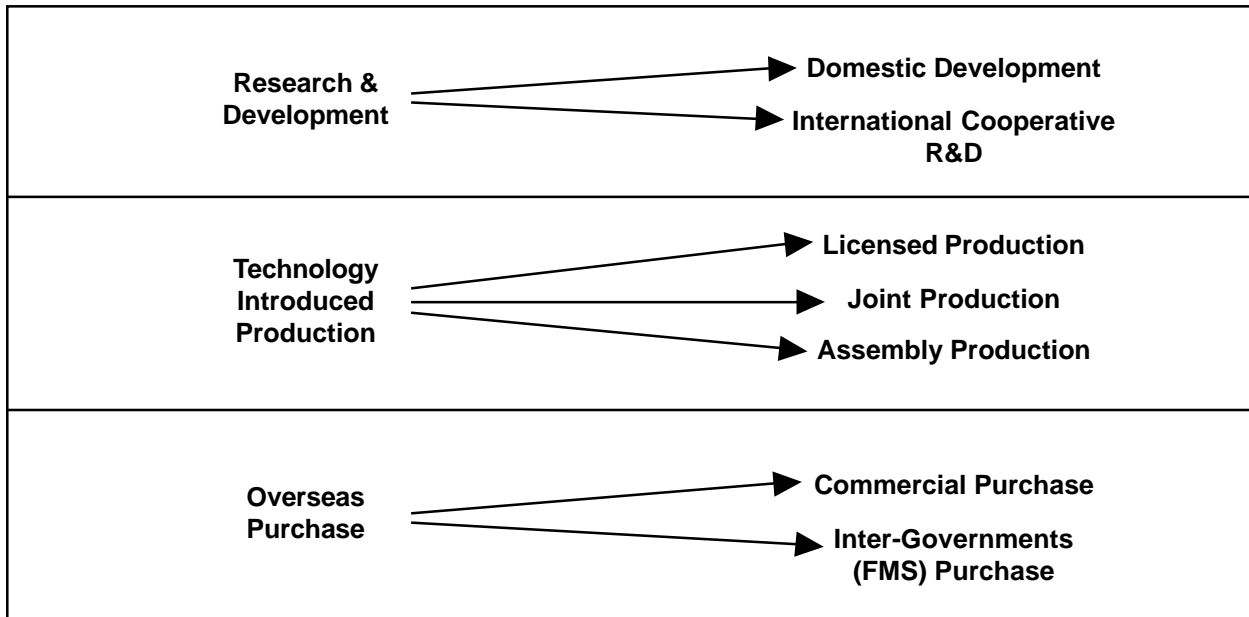 Research &
Development
Domestic Development
International Cooperative
R&D
Technology
Introduced
Production
Licensed Production
Joint Production
Assembly Production
Overseas
Purchase
Commercial Purchase
Inter-Governments
(FMS) Purchase